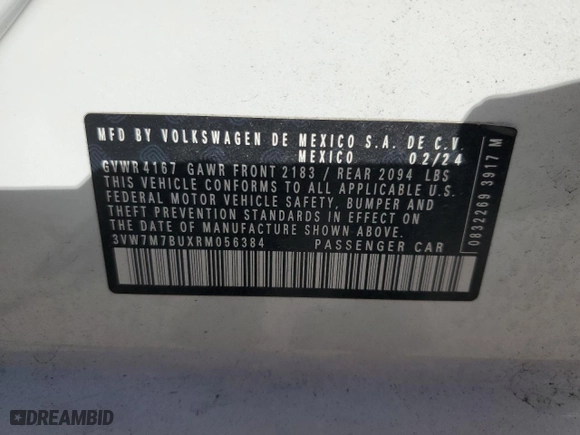 MFD BY VOLKSWAGEN DE MEXICO S.A. DE C.V.
MEXICO 02/24
GVWR 4167 GAWR FRONT 2183 / REAR 2094 LBS
THIS VEHICLE CONFORMS TO ALL APPLICABLE
FEDERAL MOTOR VEHICLE SAFETY, BUMPER AND
THEFT PREVENTION STANDARDS IN EFFECT ON
THE DATE OF MANUFACTURE SHOWN ABOVE.
3VW7M7BUXRM056384 PASSENGER CAR
0832269 3917 M
DREAMBID